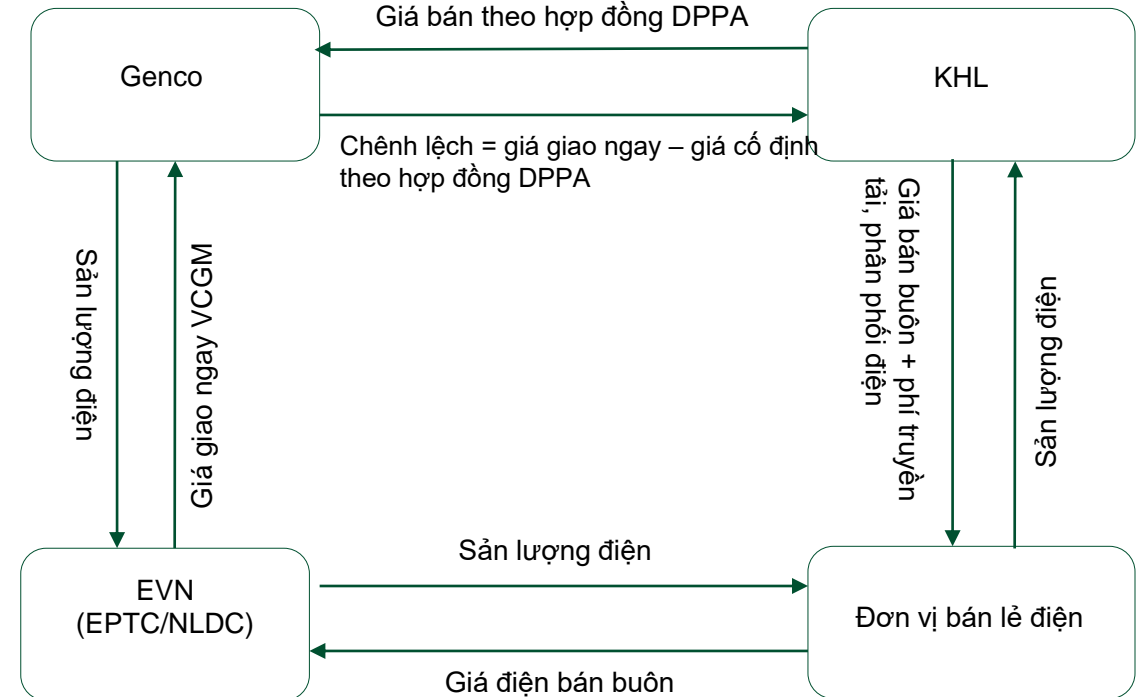 Giá bán theo hợp đồng DPPA
Genco
KHL
Chênh lệch = giá giao ngay – giá cố định
theo hợp đồng DPPA
Sản lượng điện
Giá giao ngay VCGM
Giá bán buôn + phí truyền
tải, phân phối điện
Sản lượng điện
Sản lượng điện
EVN
(EPTC/NLDC)
Đơn vị bán lẻ điện
Giá điện bán buôn